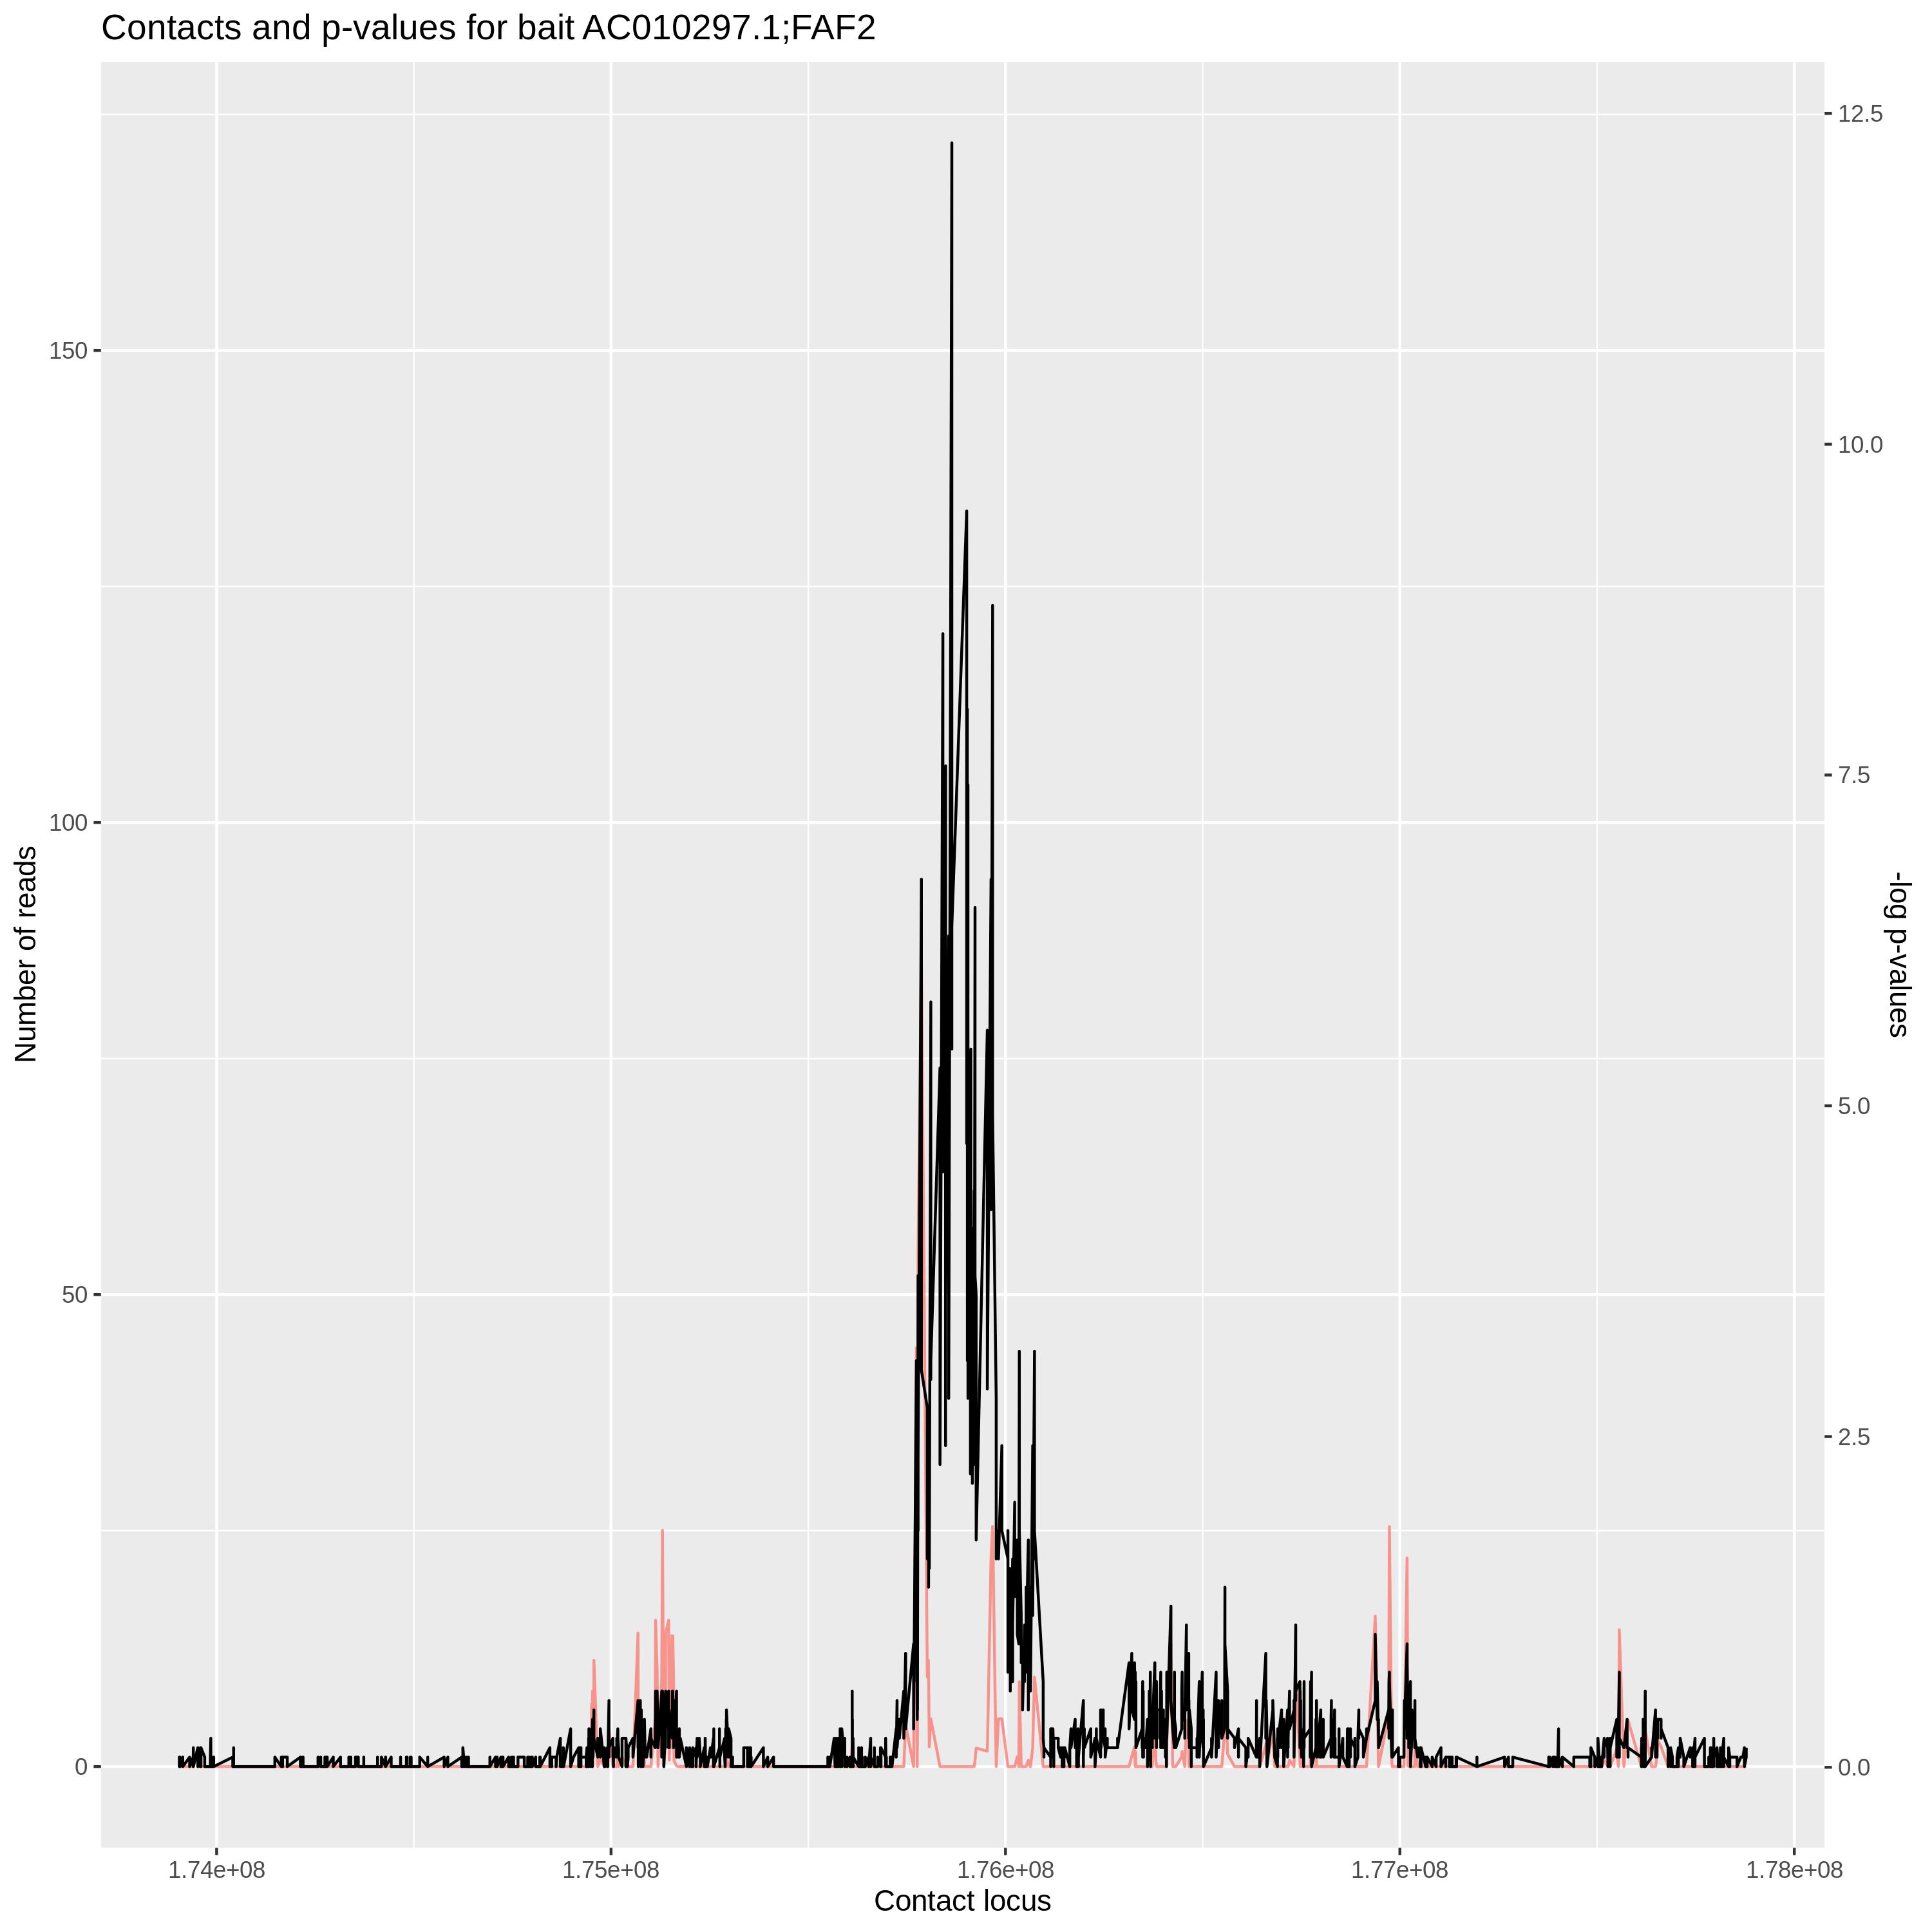 Contacts and p-values for bait AC010297.1;FAF2
150
100
50
0
Number of reads
12.5
10.0
7.5
5.0
2.5
0.0
-log p-values
1.74e+08
1.75e+08
1.76e+08
1.77e+08
1.78e+08
Contact locus